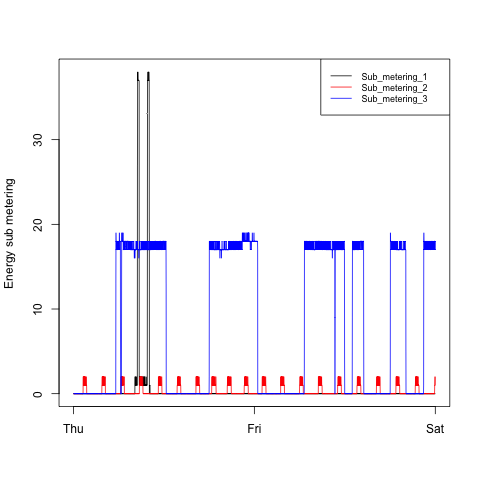 Sub_metering_1
Sub_metering_2
Sub_metering_3
Energy sub metering
30
20
10
0
Thu Fri Sat